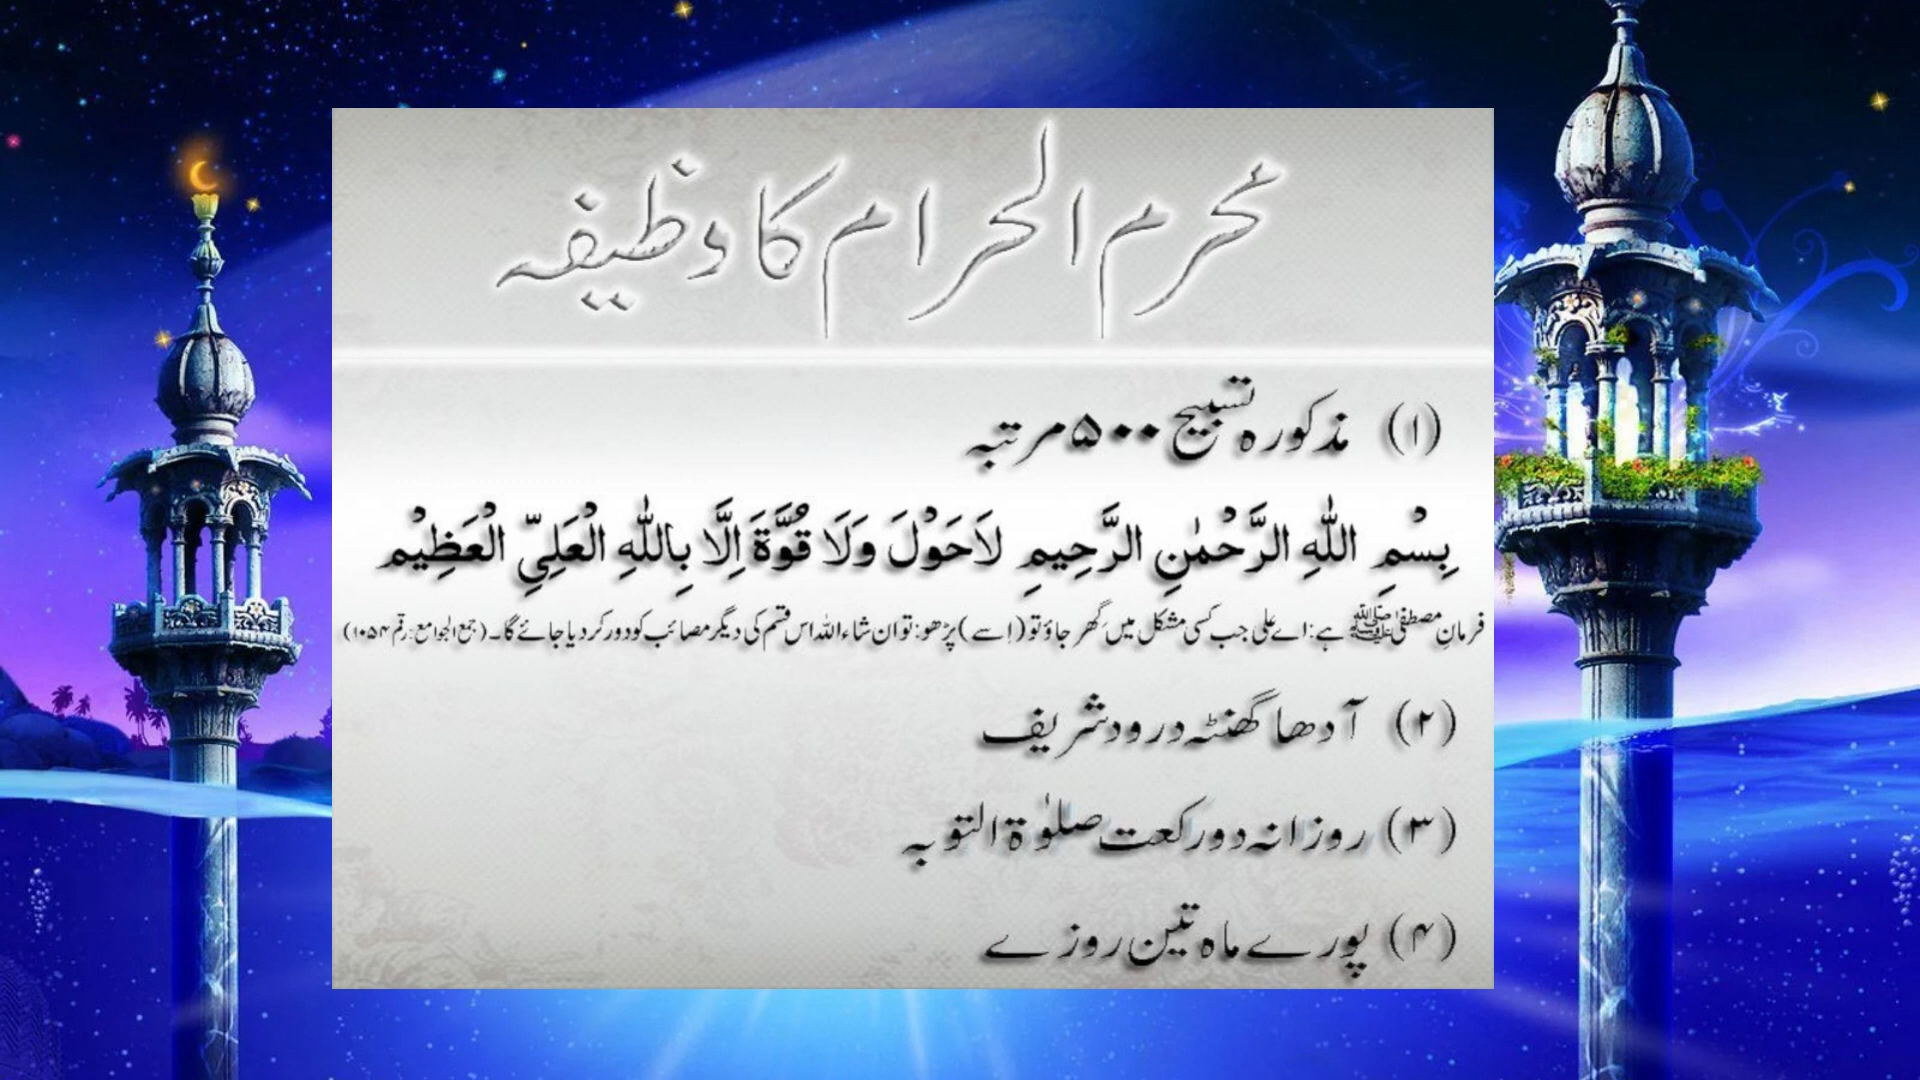 محرم الحرام کا وظیفہ
(۱) مذکورہ تسبیح ۵۰۰ مرتبہ
بِسْمِ اللّٰهِ الرَّحْمٰنِ الرَّحِيمِ لَاحَوْلَ وَلَا قُوَّةَ اِلَّا بِاللّٰهِ الْعَلِىِّ الْعَظِيْم
فرمانِ مصطفیٰ ﷺ ہے: اے علی جب کسی مشکل میں گھر جاؤ تو (اِسے) پڑھو: تو ان شاء اللہ اس قسم کی دیگر مصائب کو دور کر دیا جائے گا۔ (جمع الجوامع: رقم ۱۰۵۴)
(۲) آدھا گھنٹہ درود شریف
(۳) روزانہ دو رکعت صلوٰۃ التوبہ
(۴) پورے ماہ تین روزے